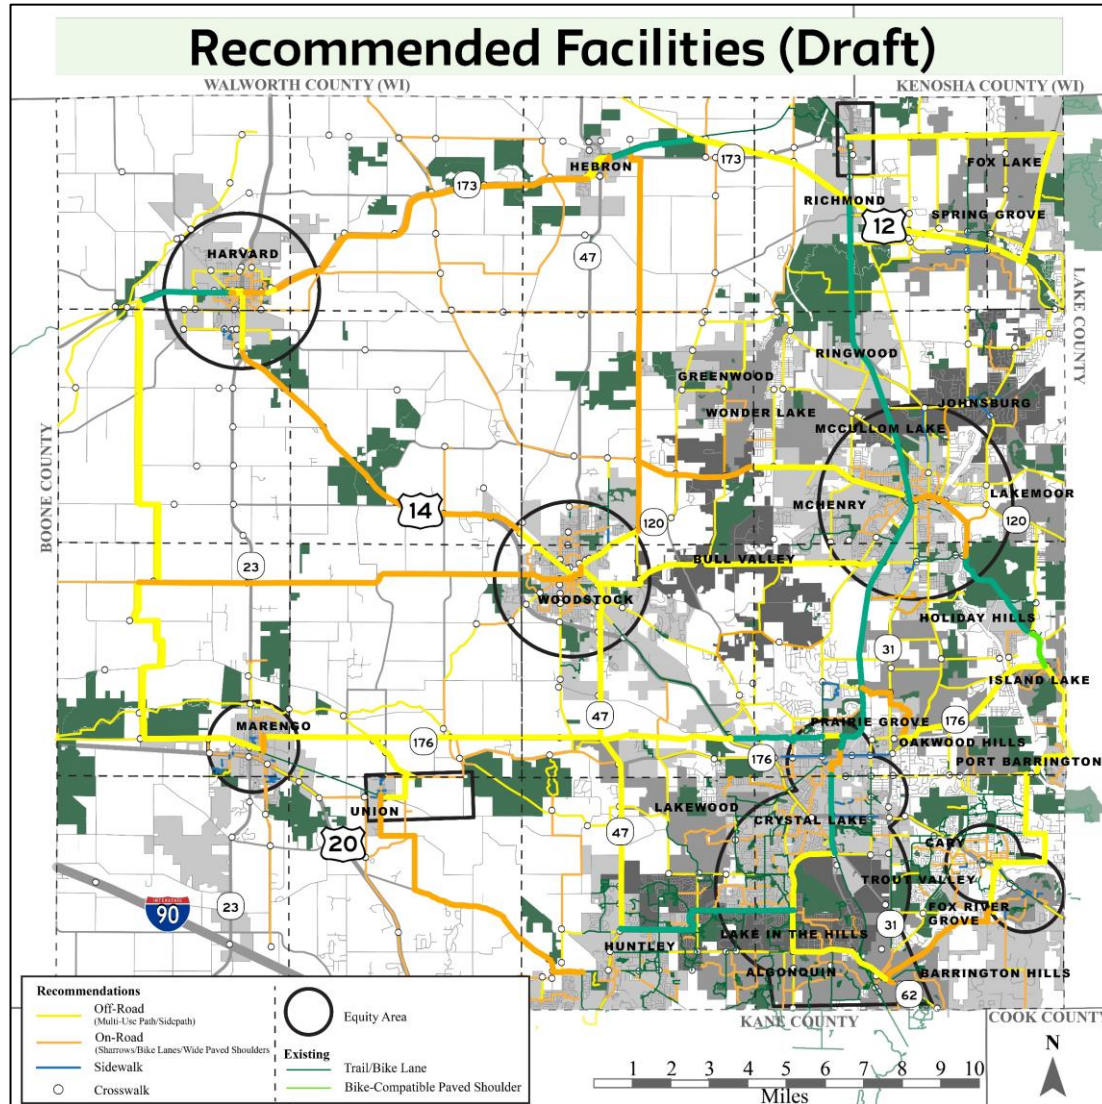 Recommended Facilities (Draft)
WALWORTH COUNTY (WI)
KENOSHA COUNTY (WI)
HEBRON
173
173
FOX LAKE
RICHMOND
SPRING GROVE
12
HARVARD
47
LAKE COUNTY
RINGWOOD
GREENWOOD
WONDER LAKE
JOHNSBURG
MCCULLOM LAKE
BOONE COUNTY
14
MCHENRY
LAKEMOOR
120
120
BULL VALLEY
23
WOODSTOCK
HOLIDAY HILLS
31
ISLAND LAKE
47
MARENGO
176
PRAIRIE GROVE
176
OAKWOOD HILLS
176
PORT BARRINGTON
UNION
LAKEWOOD
CRYSTAL LAKE
47
20
CARY
TROUT VALLEY
INTERSTATE
90
23
FOX RIVER
GROVE
31
LAKE IN THE HILLS
HUNTLEY
ALGONQUIN
BARRINGTON HILLS
62
KANE COUNTY
COOK COUNTY
Recommendations
Off-Road
(Multi-Use Path/Sidepath)
On-Road
(Sharrows/Bike Lanes/Wide Paved Shoulders
Sidewalk
Crosswalk
Equity Area
Existing
Trail/Bike Lane
Bike-Compatible Paved Shoulder
1 2 3 4 5 6 7 8 9 10
Miles
N